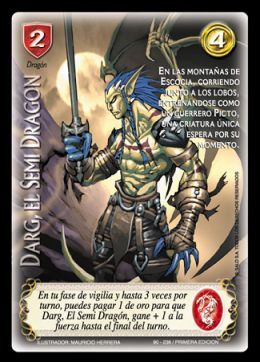 2
4
Dragón
EN LAS MONTAÑAS DE
ESCOCIA, CORRIENDO
JUNTO A LOS LOBOS,
ENTRENÁNDOSE COMO
UN GUERRERO PICTO,
UNA CRIATURA ÚNICA
ESPERA POR SU
MOMENTO.
DARG, EL SEMI DRAGÓN
En tu fase de vigilia y hasta 3 veces por
turno, puedes pagar 1 de oro para que
Darg, El Semi Dragón, gane + 1 a la
fuerza hasta el final del turno.
ILUSTRADOR: MAURICIO HERRERA
90 - 236 / PRIMERA EDICION